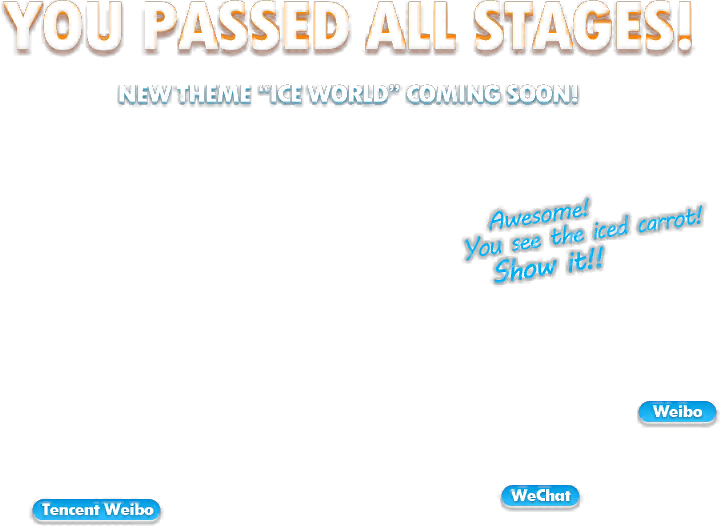 YOU PASSED ALL STAGES!
NEW THEME “ICE WORLD” COMING SOON!
Awesome!
You see the iced carrot!
Show it!!
Weibo
WeChat
Tencent Weibo